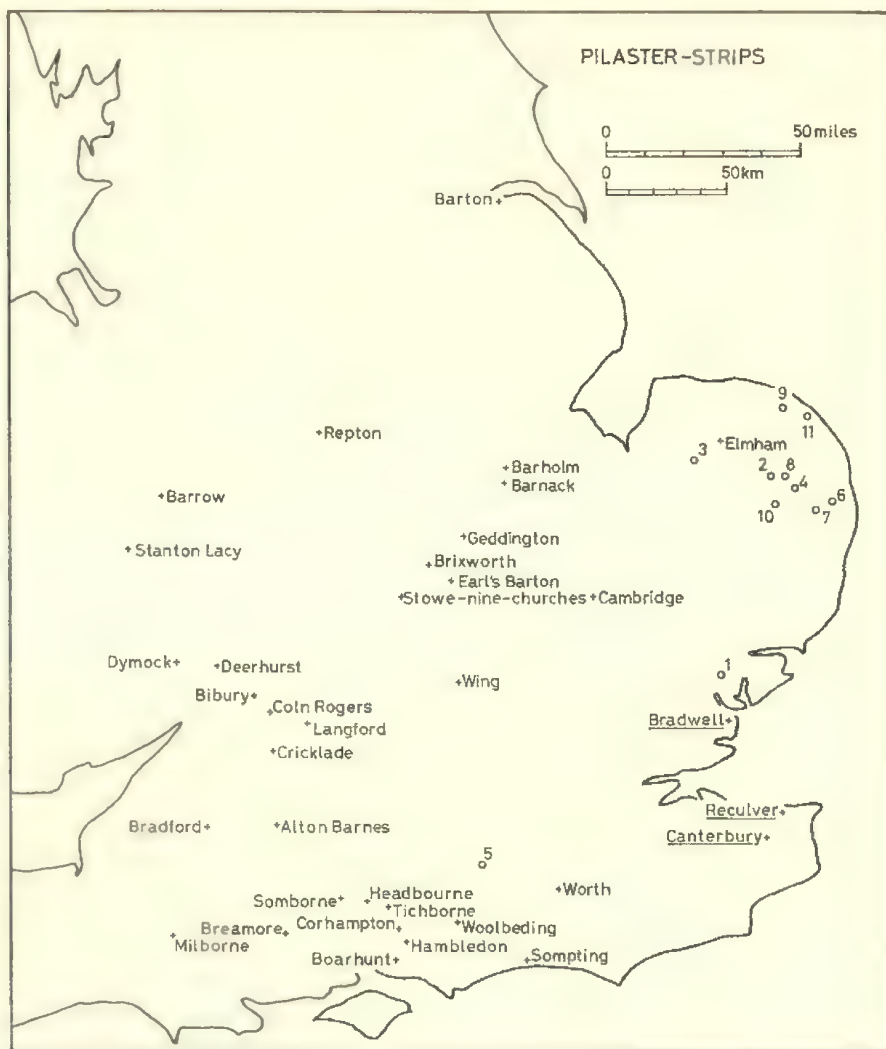 PILASTER-STRIPS
0 50 miles
0 50km
Barton
9
11
Repton
Elmham
3
Barholm
2 8
Barnack
4
Barrow
6
10 7
Geddington
Stanton Lacy
Brixworth
Earl's Barton
Stowe-nine-churches Cambridge
Dymock Deerhurst
1
Wing
Bibury
Coln Rogers
Langford
Bradwell
Cricklade
Reculver
Bradford Alton Barnes
Canterbury
5
Somborne Headbourne Worth
Tichborne
Breamore Corhampton Woolbeding
Milborne Hambledon
Boarhunt Sompting